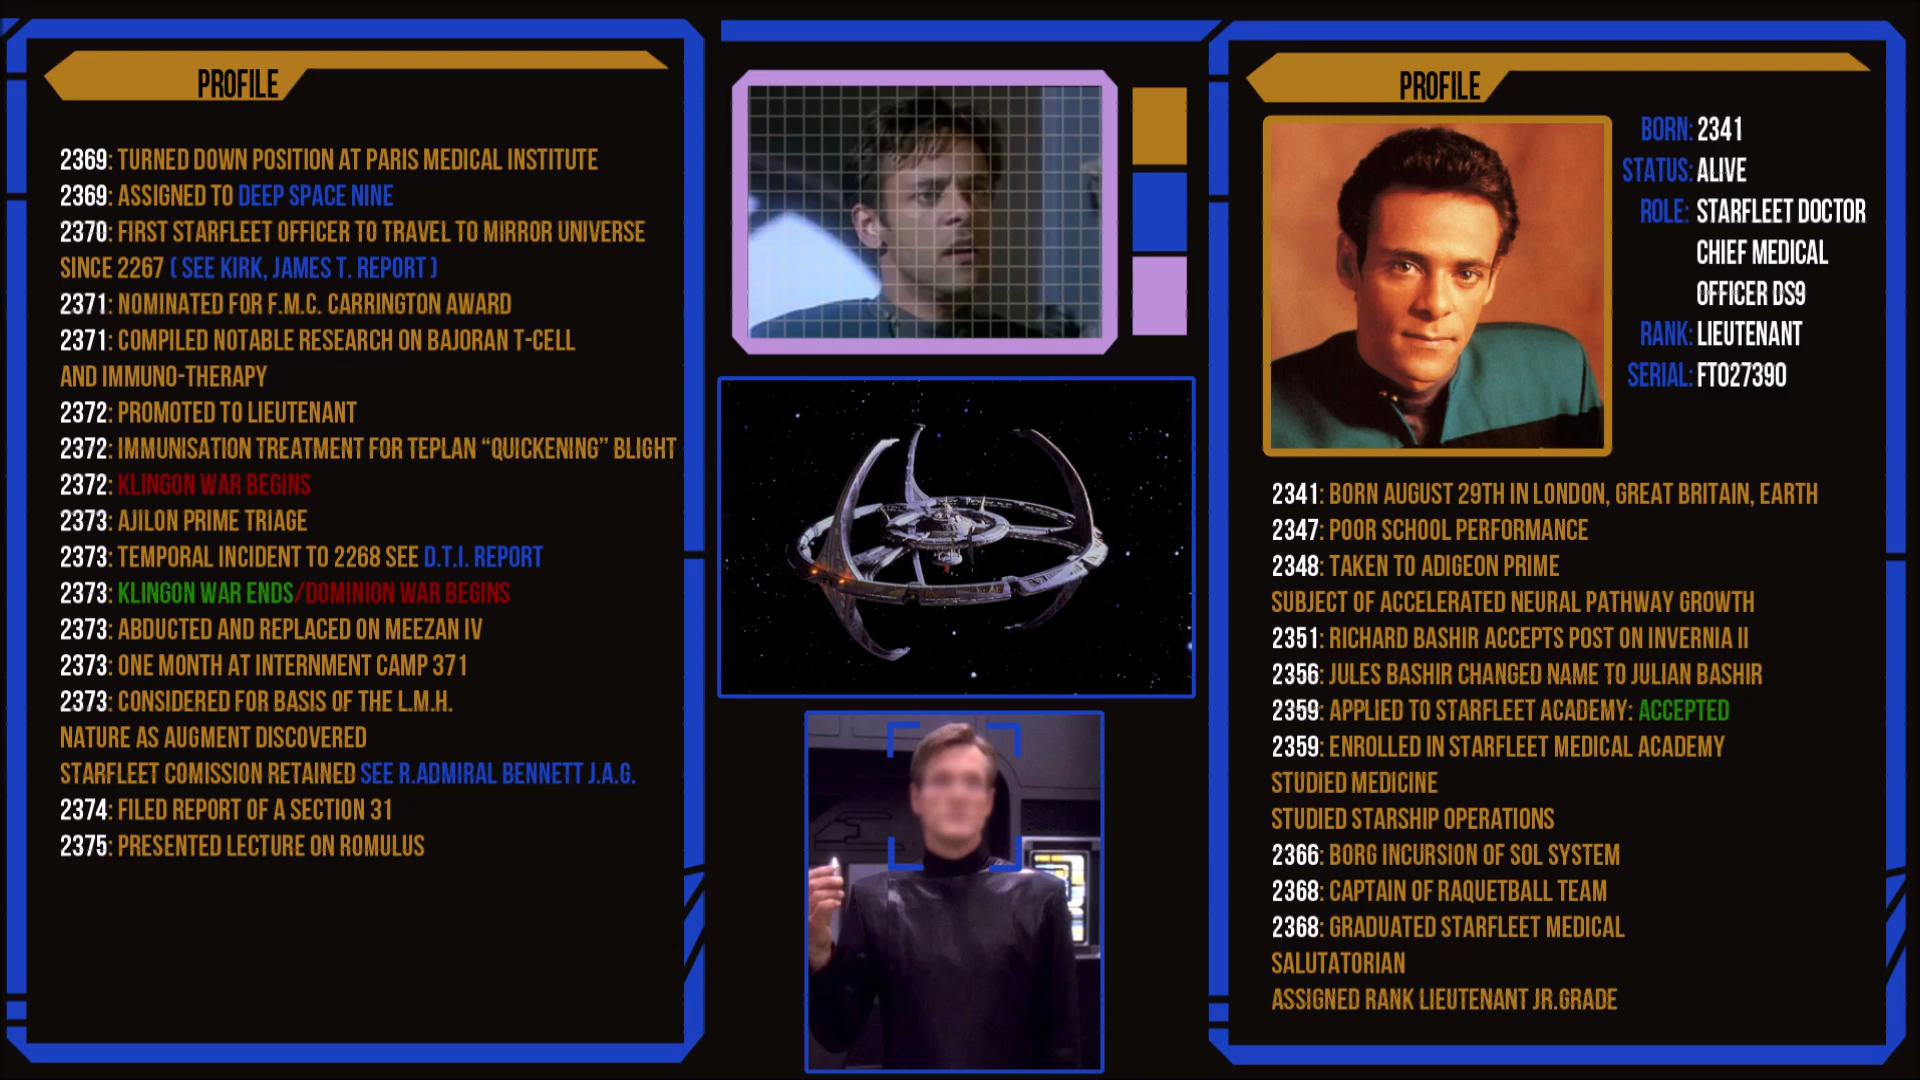 PROFILE
2369: TURNED DOWN POSITION AT PARIS MEDICAL INSTITUTE
2369: ASSIGNED TO DEEP SPACE NINE
2370: FIRST STARFLEET OFFICER TO TRAVEL TO MIRROR UNIVERSE
SINCE 2267 ( SEE KIRK, JAMES T. REPORT )
2371: NOMINATED FOR F.M.C. CARRINGTON AWARD
2371: COMPILED NOTABLE RESEARCH ON BAJORAN T-CELL
AND IMMUNO-THERAPY
2372: PROMOTED TO LIEUTENANT
2372: IMMUNISATION TREATMENT FOR TEPLAN “QUICKENING” BLIGHT
2372: KLINGON WAR BEGINS
2373: AJILON PRIME TRIAGE
2373: TEMPORAL INCIDENT TO 2268 SEE D.T.I. REPORT
2373: KLINGON WAR ENDS/DOMINION WAR BEGINS
2373: ABDUCTED AND REPLACED ON MEEZAN IV
2373: ONE MONTH AT INTERNMENT CAMP 371
2373: CONSIDERED FOR BASIS OF THE L.M.H.
NATURE AS AUGMENT DISCOVERED
STARFLEET COMISSION RETAINED SEE R.ADMIRAL BENNETT J.A.G.
2374: FILED REPORT OF A SECTION 31
2375: PRESENTED LECTURE ON ROMULUS
PROFILE
BORN: 2341
STATUS: ALIVE
ROLE: STARFLEET DOCTOR
CHIEF MEDICAL
OFFICER DS9
RANK: LIEUTENANT
SERIAL: FT027390
2341: BORN AUGUST 29TH IN LONDON, GREAT BRITAIN, EARTH
2347: POOR SCHOOL PERFORMANCE
2348: TAKEN TO ADIGEON PRIME
SUBJECT OF ACCELERATED NEURAL PATHWAY GROWTH
2351: RICHARD BASHIR ACCEPTS POST ON INVERNIA II
2356: JULES BASHIR CHANGED NAME TO JULIAN BASHIR
2359: APPLIED TO STARFLEET ACADEMY: ACCEPTED
2359: ENROLLED IN STARFLEET MEDICAL ACADEMY
STUDIED MEDICINE
STUDIED STARSHIP OPERATIONS
2366: BORG INCURSION OF SOL SYSTEM
2368: CAPTAIN OF RAQUETBALL TEAM
2368: GRADUATED STARFLEET MEDICAL
SALUTATORIAN
ASSIGNED RANK LIEUTENANT JR.GRADE